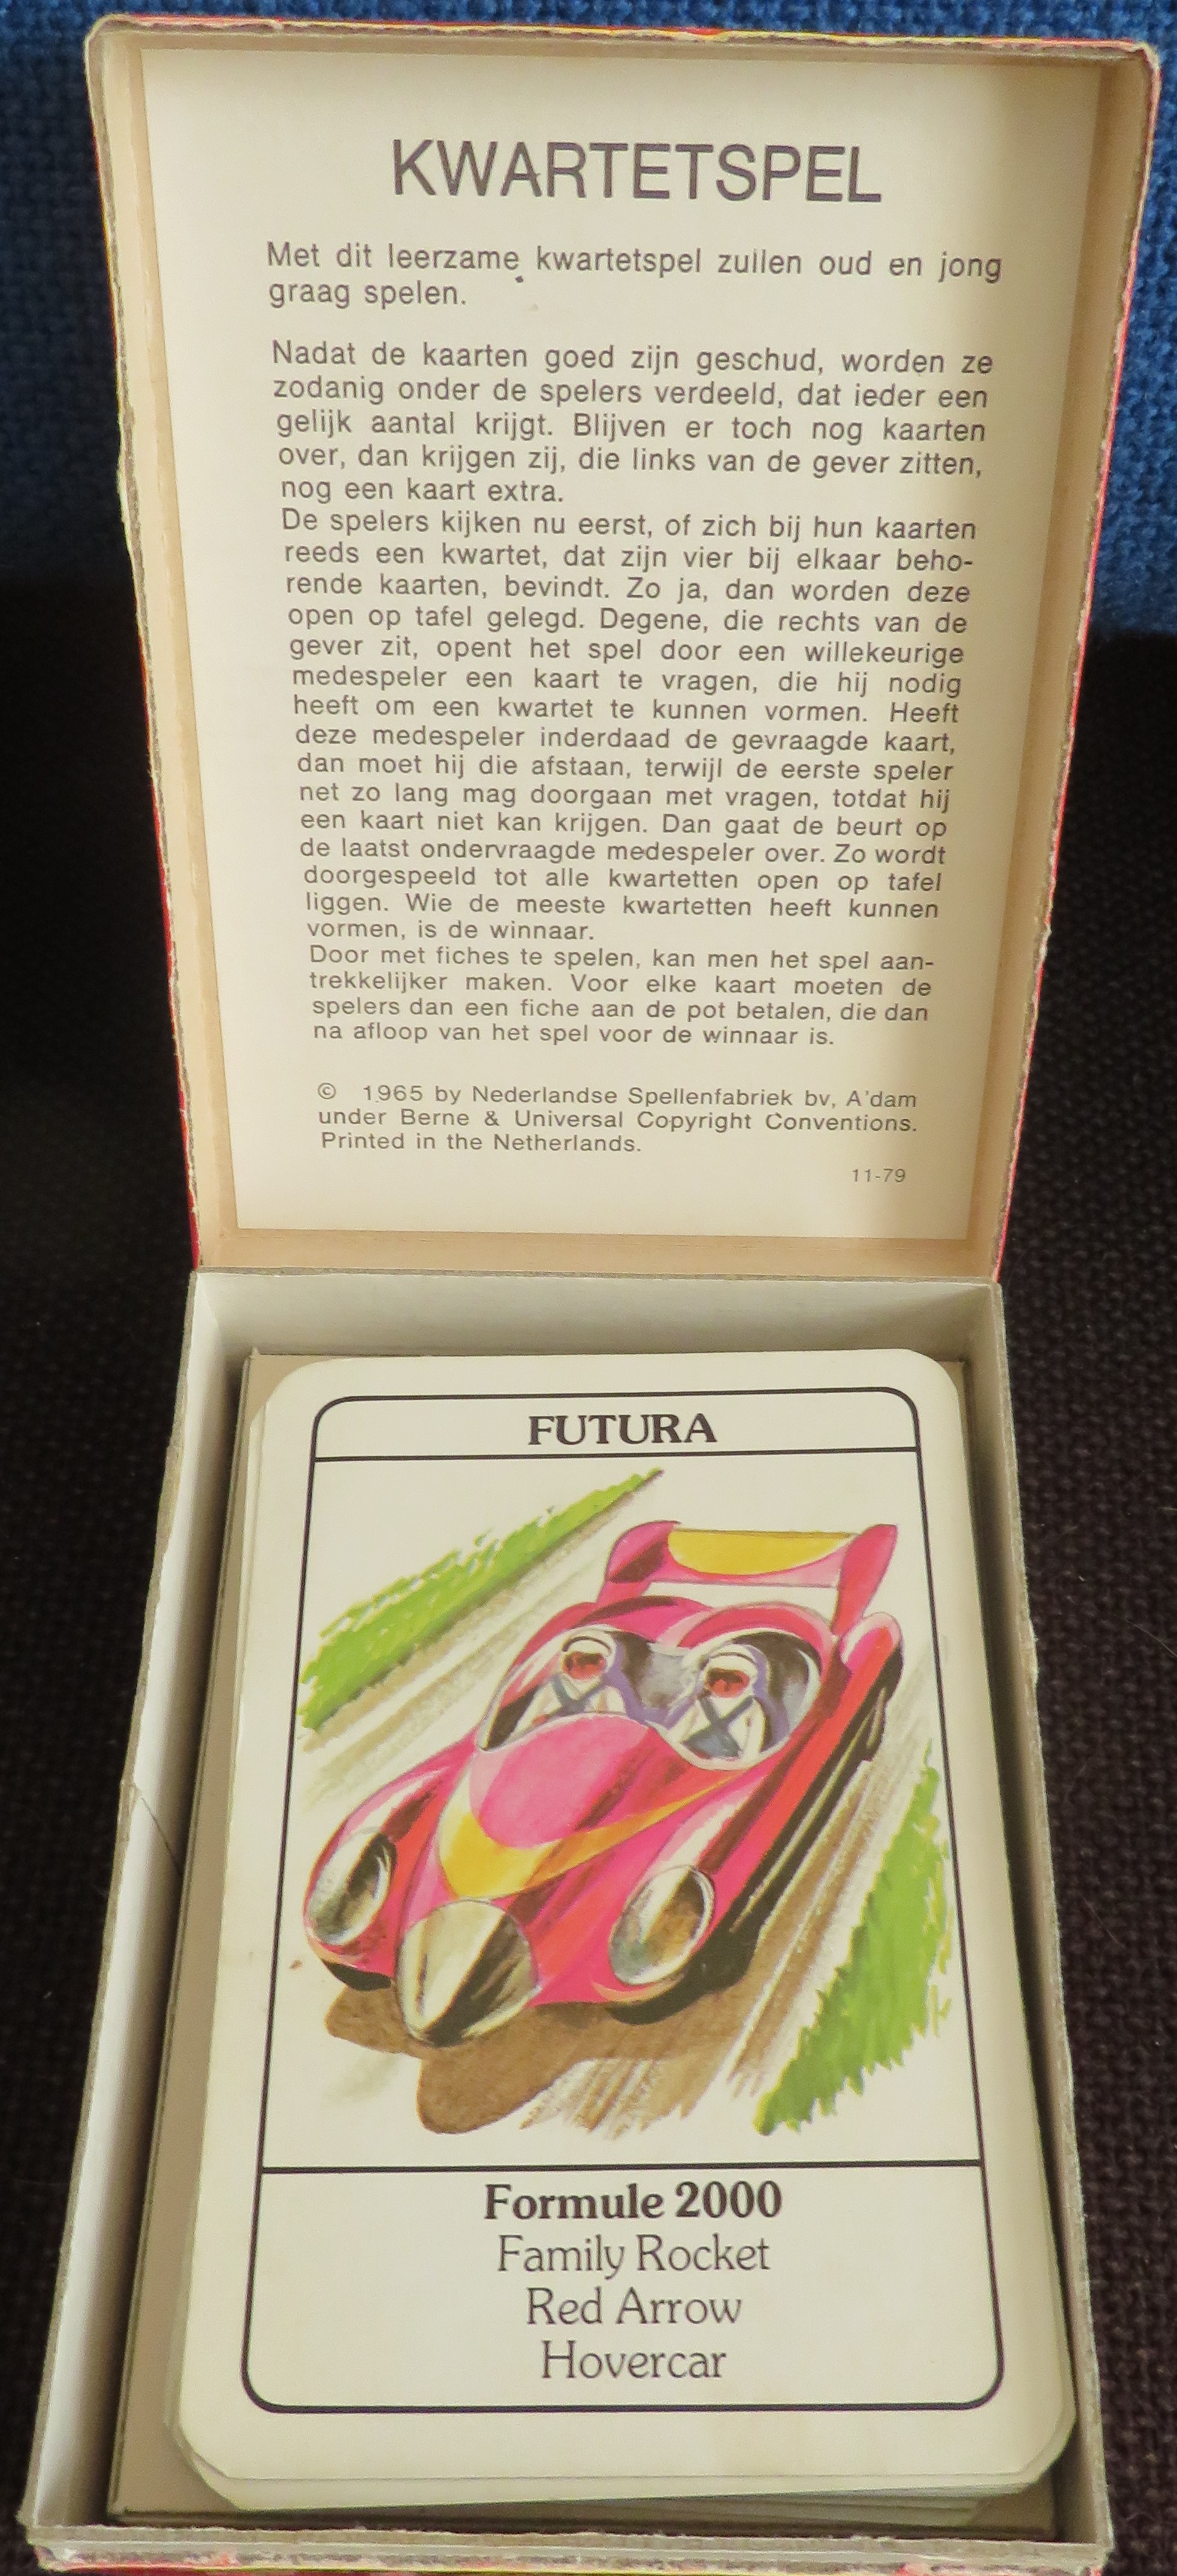 KWARTETSPEL
Met dit leerzame kwartetspel zullen oud en jong
graag spelen.
Nadat de kaarten goed zijn geschud, worden ze
zodanig onder de spelers verdeeld, dat ieder een
gelijk aantal krijgt. Blijven er toch nog kaarten
over, dan krijgen zij, die links van de gever zitten,
nog een kaart extra.
De spelers kijken nu eerst, of zich bij hun kaarten
reeds een kwartet, dat zijn vier bij elkaar beho-
rende kaarten, bevindt. Zo ja, dan worden deze
open op tafel gelegd. Degene, die rechts van de
gever zit, opent het spel door een willekeurige
medespeler een kaart te vragen, die hij nodig
heeft om een kwartet te kunnen vormen. Heeft
deze medespeler inderdaad de gevraagde kaart,
dan moet hij die afstaan, terwijl de eerste speler
net zo lang mag doorgaan met vragen, totdat hij
een kaart niet kan krijgen. Dan gaat de beurt op
de laatst ondervraagde medespeler over. Zo wordt
doorgespeeld tot alle kwartetten open op tafel
liggen. Wie de meeste kwartetten heeft kunnen
vormen, is de winnaar.
Door met fiches te spelen, kan men het spel aan-
trekkelijker maken. Voor elke kaart moeten de
spelers dan een fiche aan de pot betalen, die dan
na afloop van het spel voor de winnaar is.
© 1965 by Nederlandse Spellenfabriek bv, A'dam
under Berne & Universal Copyright Conventions.
Printed in the Netherlands.
11-79
FUTURA
Formule 2000
Family Rocket
Red Arrow
Hovercar